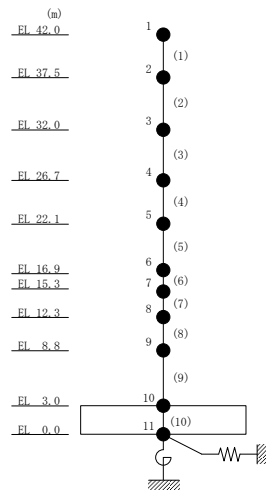 (m)
EL 42.0 1
(1)
EL 37.5 2
(2)
EL 32.0 3
(3)
EL 26.7 4
(4)
EL 22.1 5
(5)
EL 16.9 6
(6)
EL 15.3 7
(7)
EL 12.3 8
(8)
EL 8.8 9
(9)
EL 3.0 10
(10)
EL 0.0 11